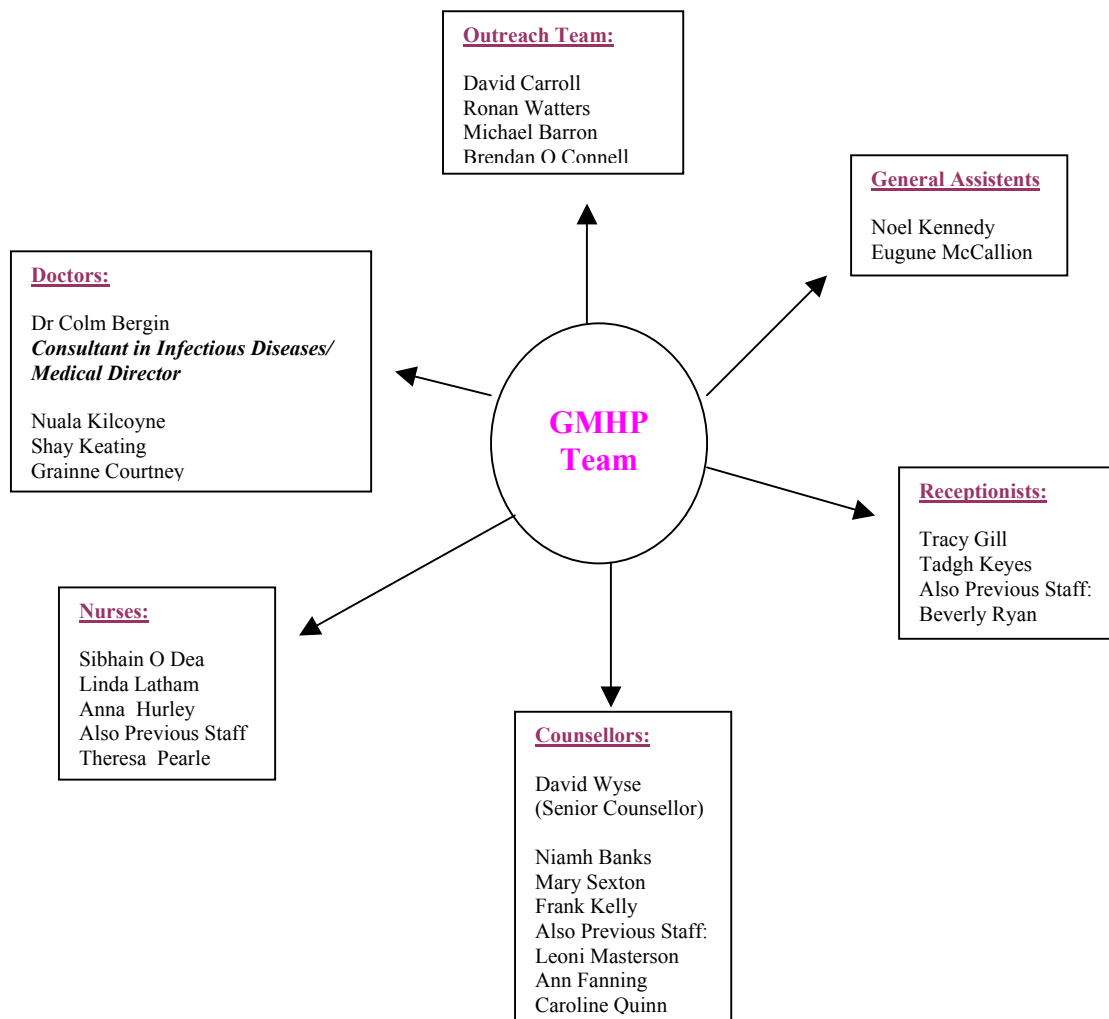 Outreach Team:
David Carroll
Ronan Watters
Michael Barron
Brendan O Connell
General Assistents
Noel Kennedy
Eugune McCallion
Doctors:
Dr Colm Bergin
Consultant in Infectious Diseases/
Medical Director
Nuala Kilcoyne
Shay Keating
Grainne Courtney
GMHP
Team
Receptionists:
Tracy Gill
Tadgh Keyes
Also Previous Staff:
Beverly Ryan
Nurses:
Sibhain O Dea
Linda Latham
Anna  Hurley
Also Previous Staff
Theresa  Pearle
Counsellors:
David Wyse
(Senior Counsellor)
Niamh Banks
Mary Sexton
Frank Kelly
Also Previous Staff:
Leoni Masterson
Ann Fanning
Caroline Quinn